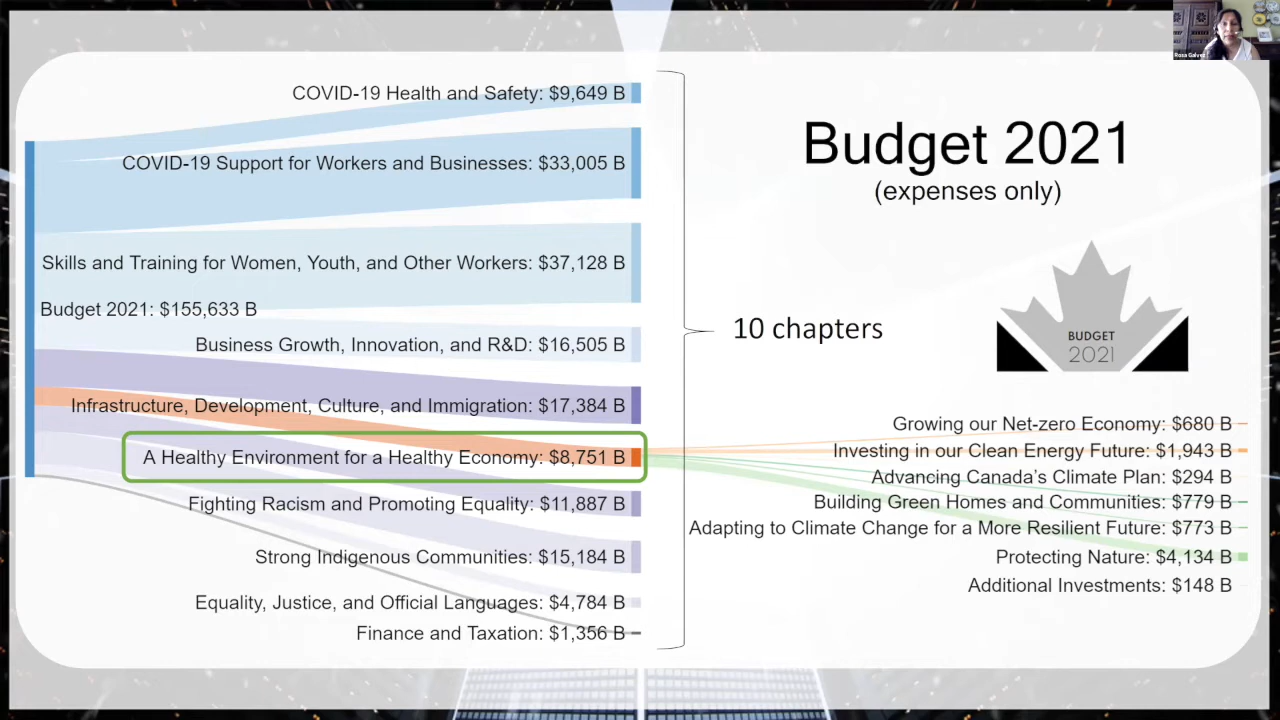 COVID-19 Health and Safety: $9,649 B
COVID-19 Support for Workers and Businesses: $33,005 B
Skills and Training for Women, Youth, and Other Workers: $37,128 B
Budget 2021: $155,633 B
Business Growth, Innovation, and R&D: $16,505 B
Infrastructure, Development, Culture, and Immigration: $17,384 B
A Healthy Environment for a Healthy Economy: $8,751 B
Fighting Racism and Promoting Equality: $11,887 B
Strong Indigenous Communities: $15,184 B
Equality, Justice, and Official Languages: $4,784 B
Finance and Taxation: $1,356 B
10 chapters
Budget 2021
(expenses only)
BUDGET
2021
Growing our Net-zero Economy: $680 B
Investing in our Clean Energy Future: $1,943 B
Advancing Canada's Climate Plan: $294 B
Building Green Homes and Communities: $779 B
Adapting to Climate Change for a More Resilient Future: $773 B
Protecting Nature: $4,134 B
Additional Investments: $148 B
Rosa Galvez